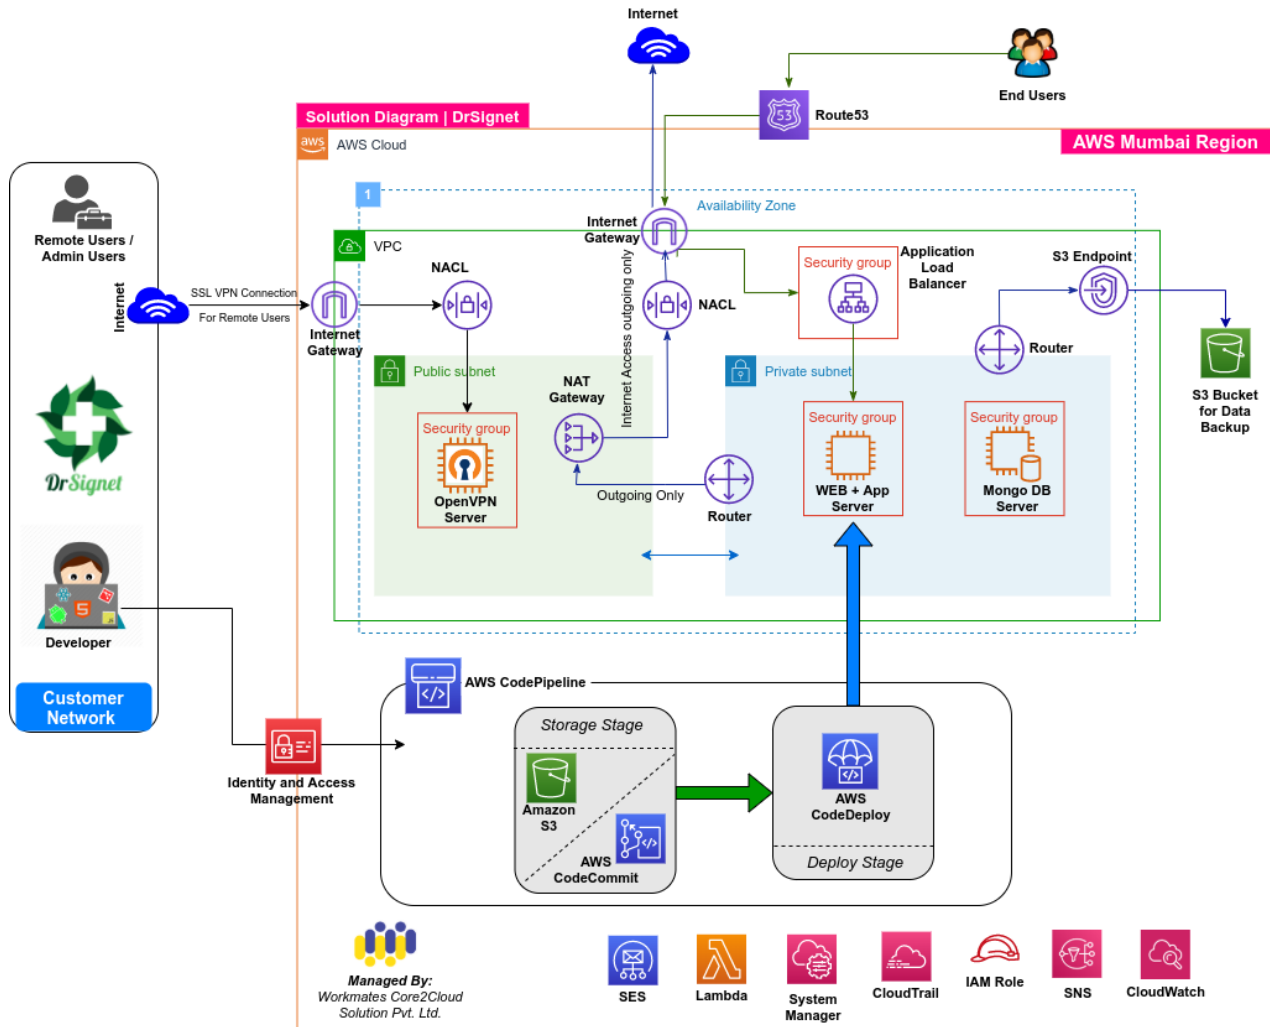 Internet
End Users
Route53
Solution Diagram | DrSignet
aws
AWS Cloud
AWS Mumbai Region
Remote Users /
Admin Users
Internet
SSL VPN Connection
For Remote Users
Internet
Gateway
1
Availability Zone
VPC
NACL
Internet
Gateway
Internet Access outgoing only
NACL
Security group
Application
Load
Balancer
S3 Endpoint
Router
S3 Bucket
for Data
Backup
Public subnet
Security group
OpenVPN
Server
NAT
Gateway
Outgoing Only
Router
Private subnet
Security group
WEB + App
Server
Security group
Mongo DB
Server
DrSignet
5
Developer
Customer
Network
Identity and Access
Management
AWS CodePipeline
Storage Stage
Amazon
S3
AWS
CodeCommit
AWS
CodeDeploy
Deploy Stage
Managed By:
Workmates Core2Cloud
Solution Pvt. Ltd.
SES
Lambda
System
Manager
CloudTrail
IAM Role
SNS
CloudWatch
53